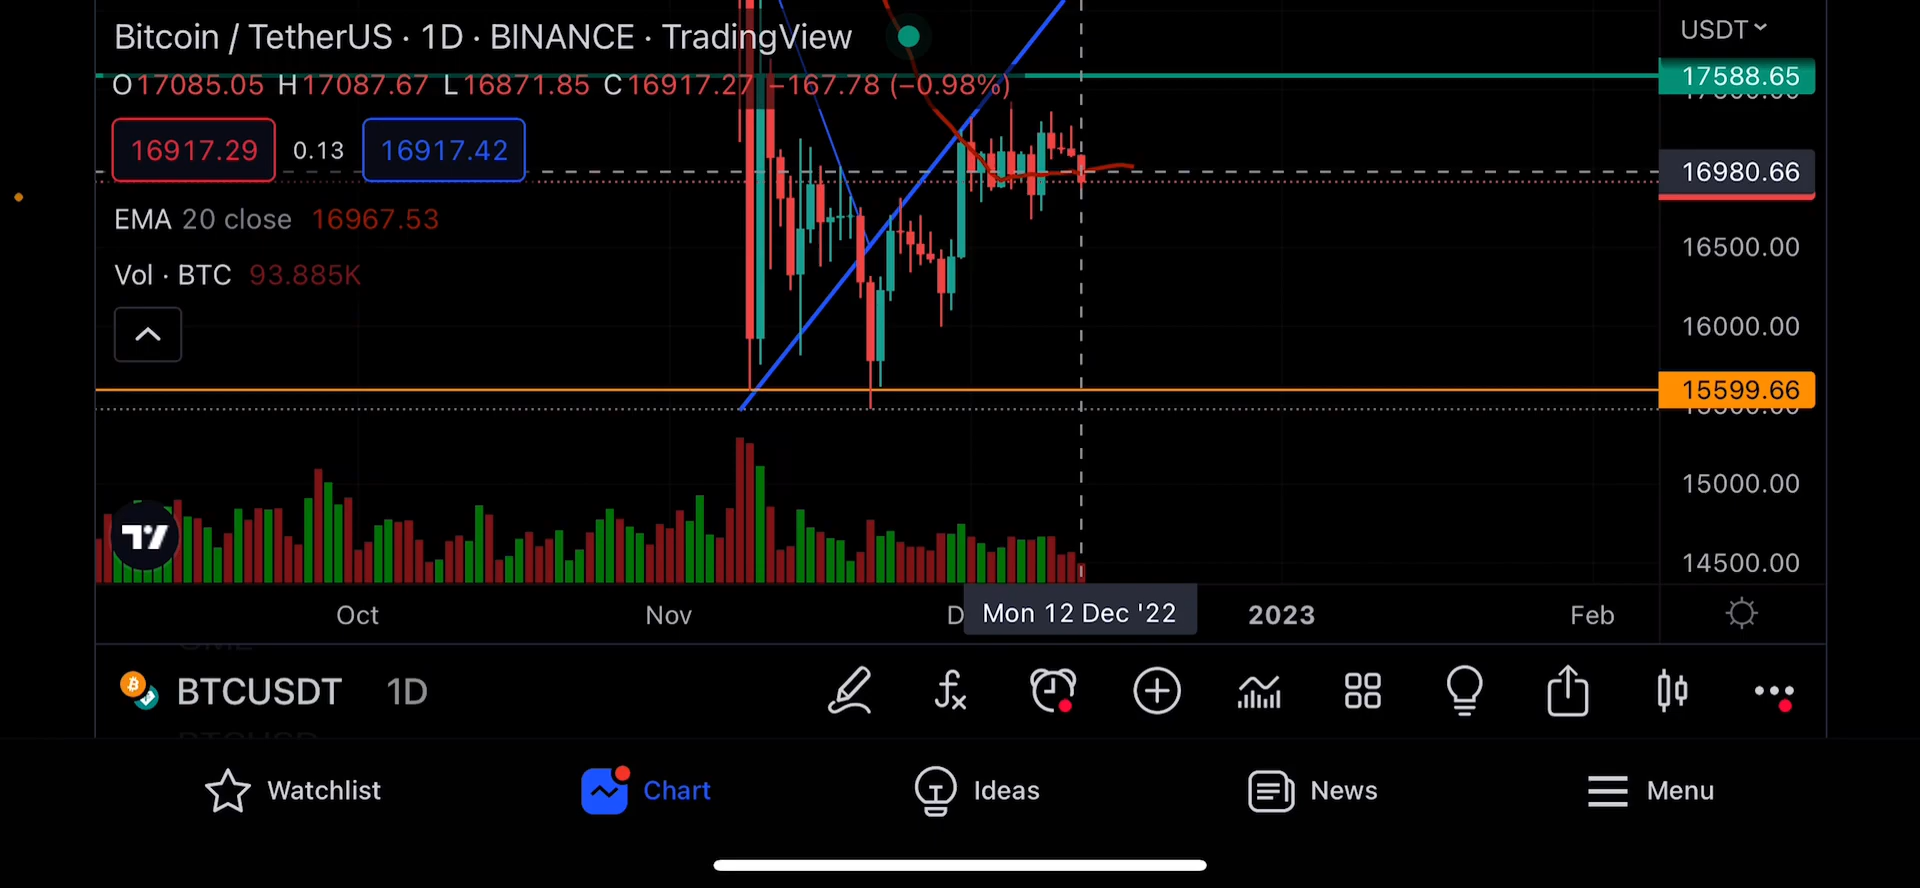 Bitcoin / TetherUS · 1D · BINANCE · TradingView
USDT
O17085.05 H17087.67 L16871.85 C16917.27 −167.78 (−0.98%)
17588.65
16917.29 0.13 16917.42
16980.66
EMA 20 close 16967.53
16500.00
Vol · BTC 93.885K
16000.00
15599.66
15000.00
14500.00
Oct Nov D Mon 12 Dec '22 2023 Feb
BTCUSDT 1D
Watchlist Chart Ideas News Menu